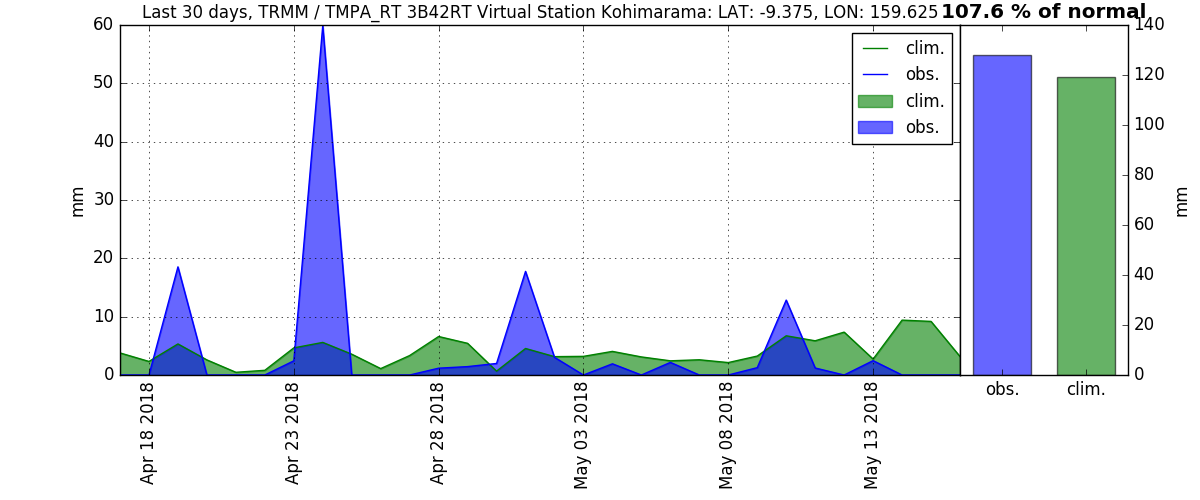 Last 30 days, TRMM / TMPA_RT 3B42RT Virtual Station Kohimarama: LAT: -9.375, LON: 159.625
107.6 % of normal
60
50
40
30
20
10
0
mm
clim.
obs.
clim.
obs.
Apr 18 2018
Apr 23 2018
Apr 28 2018
May 03 2018
May 08 2018
May 13 2018
140
120
100
80
60
40
20
0
mm
obs.
clim.